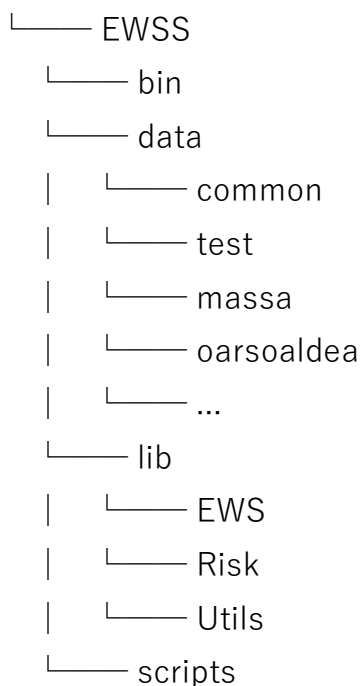 EWSS
bin
data
common
test
massa
oarsoaldea
...
lib
EWS
Risk
Utils
scripts